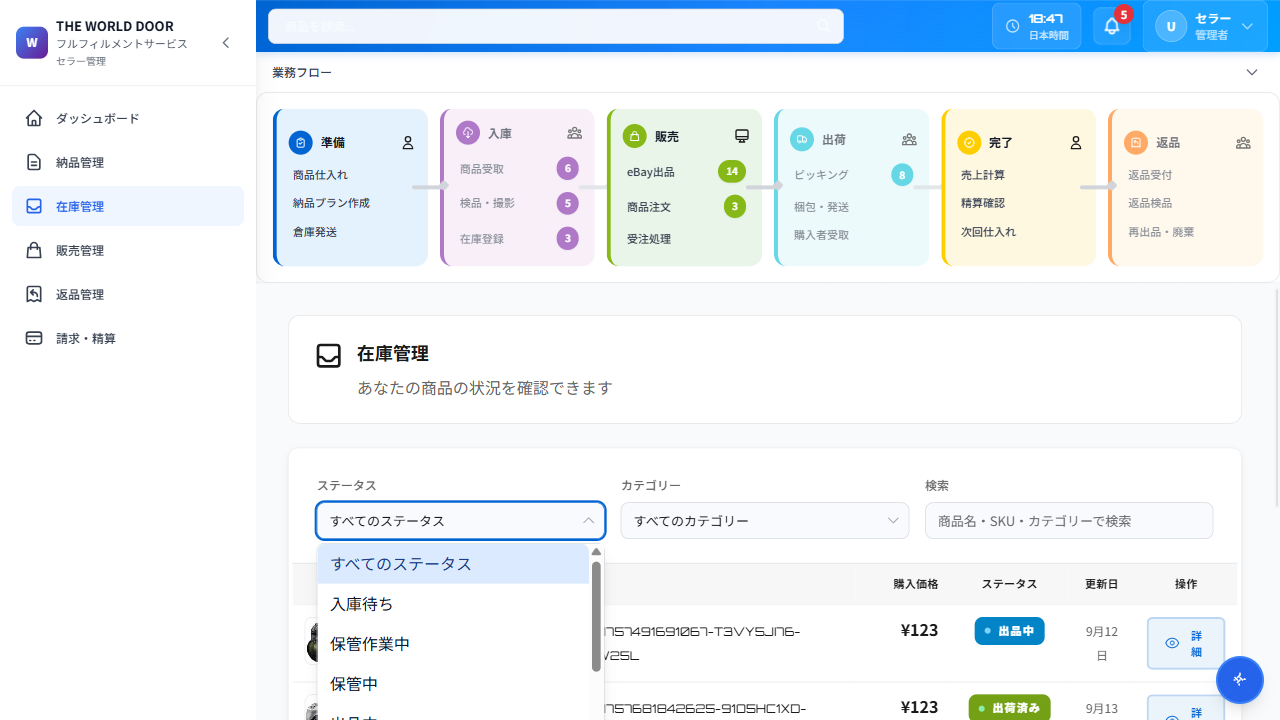 W
THE WORLD DOOR
フルフィルメントサービス
セラー管理
ダッシュボード
納品管理
在庫管理
販売管理
返品管理
請求・精算
18:47
日本時間
5
U
セラー
管理者
業務フロー
準備
商品仕入れ
納品プラン作成
倉庫発送
入庫
商品受取
6
検品・撮影
5
在庫登録
3
販売
eBay出品
14
商品注文
3
受注処理
出荷
ピッキング
8
梱包・発送
購入者受取
完了
売上計算
精算確認
次回仕入れ
返品
返品受付
返品検品
再出品・廃棄
在庫管理
あなたの商品の状況を確認できます
ステータス
カテゴリー
検索
すべてのステータス
すべてのカテゴリー
商品名・SKU・カテゴリーで検索
すべてのステータス
入庫待ち
保管作業中
保管中
出品中
購入価格
ステータス
更新日
操作
757491691067-T3VY5JI76-
V25L
¥123
出品中
9月12
日
詳
細
757681842625-9105HC1XO-
¥123
出荷済み
9月13
詳